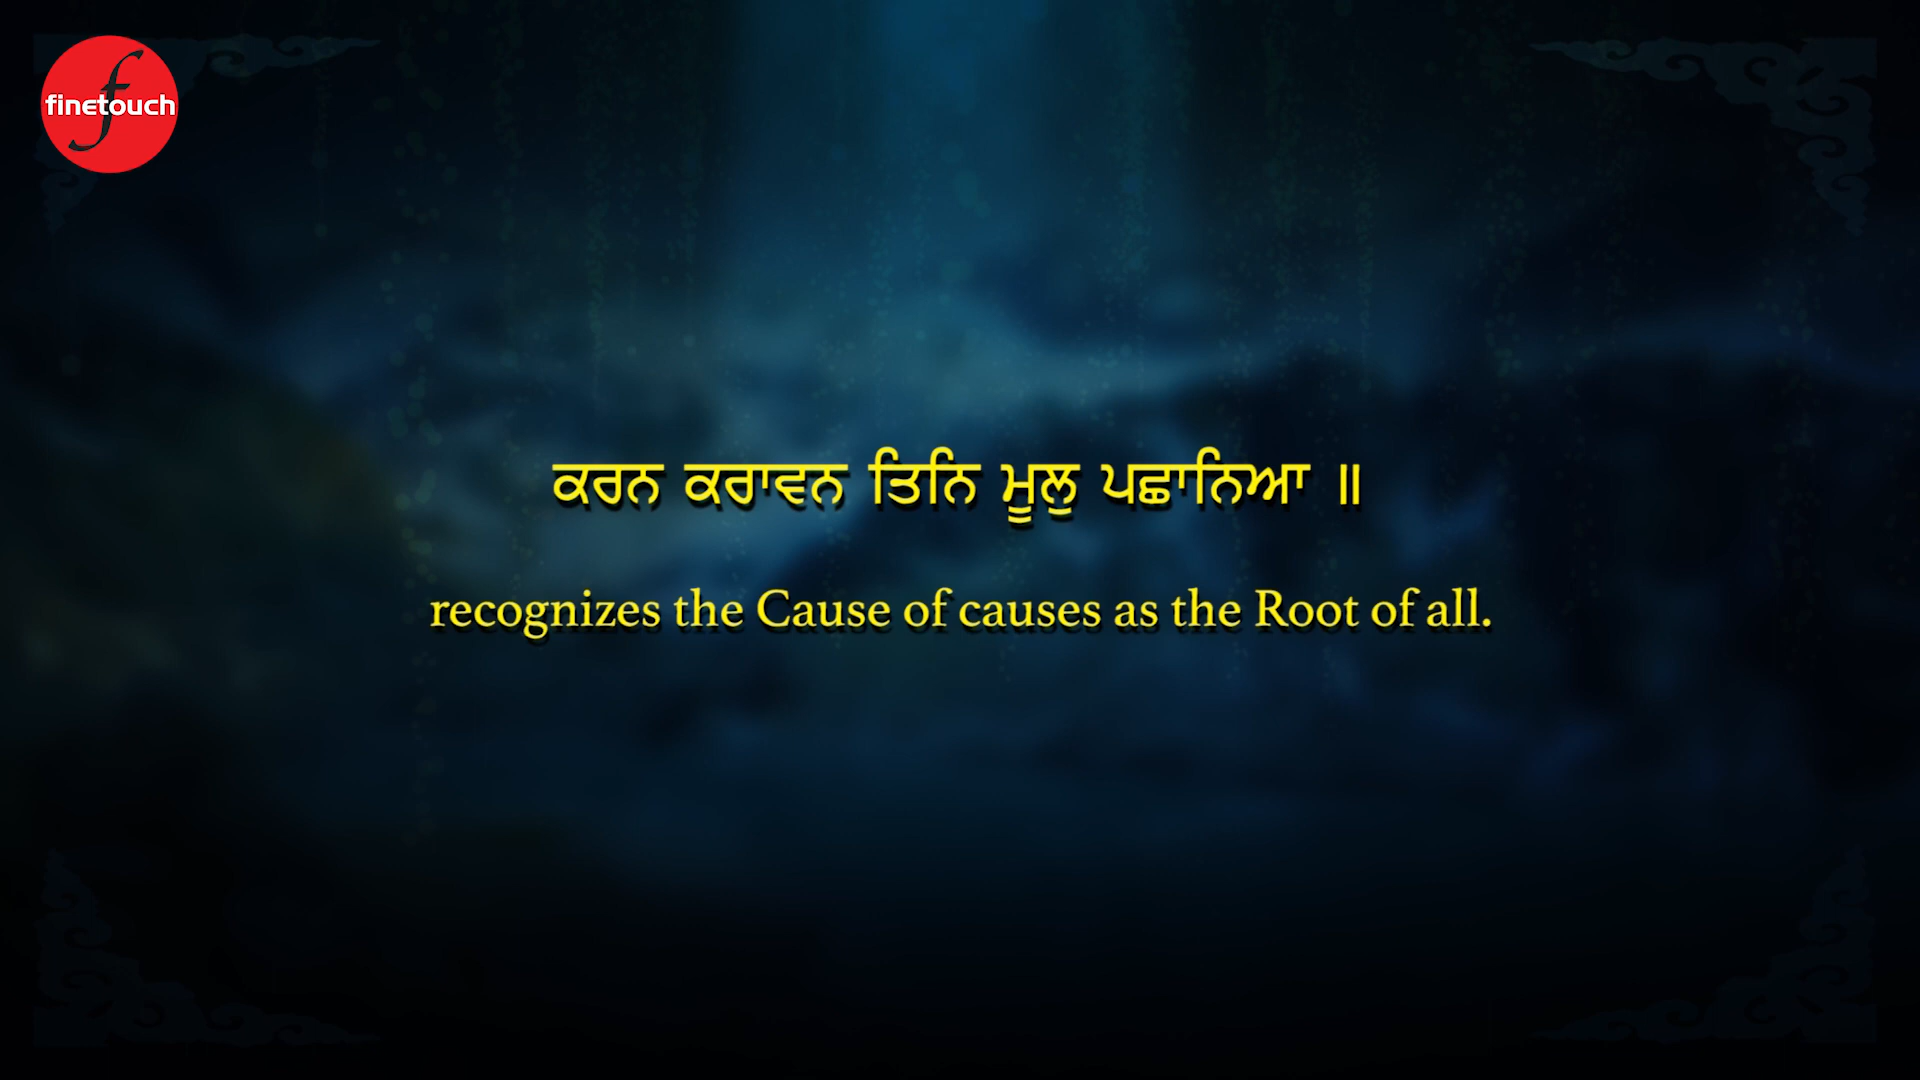 finetouch
ਕਰਨ ਕਰਾਵਨ ਤਿਨਿ ਮੂਲੁ ਪਛਾਨਿਆ ॥
recognizes the Cause of causes as the Root of all.